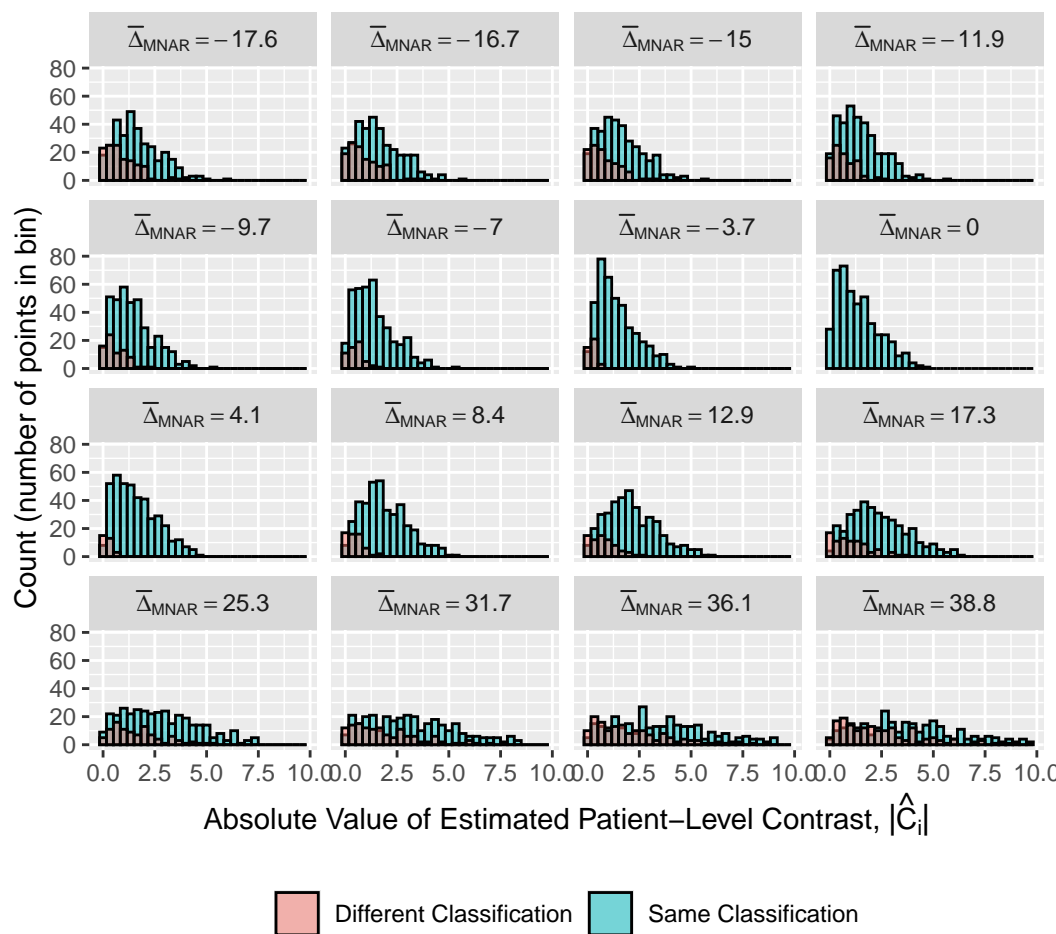 Δ̅MNAR = −17.6
Δ̅MNAR = −16.7
Δ̅MNAR = −15
Δ̅MNAR = −11.9
80
60
40
20
0
Δ̅MNAR = −9.7
Δ̅MNAR = −7
Δ̅MNAR = −3.7
Δ̅MNAR = 0
80
60
40
20
0
Δ̅MNAR = 4.1
Δ̅MNAR = 8.4
Δ̅MNAR = 12.9
Δ̅MNAR = 17.3
80
60
40
20
0
Δ̅MNAR = 25.3
Δ̅MNAR = 31.7
Δ̅MNAR = 36.1
Δ̅MNAR = 38.8
80
60
40
20
0
0.0 2.5 5.0 7.5 10.0
0.0 2.5 5.0 7.5 10.0
0.0 2.5 5.0 7.5 10.0
0.0 2.5 5.0 7.5 10.0
Count (number of points in bin)
Absolute Value of Estimated Patient−Level Contrast, |Ĉi|
Different Classification
Same Classification